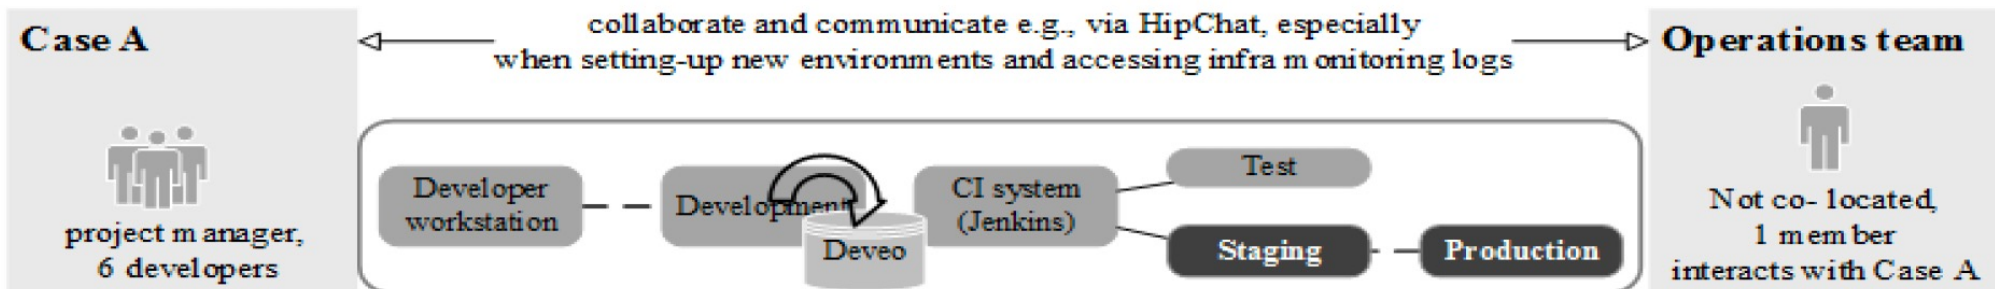 Case A
collaborate and communicate e.g., via HipChat, especially
when setting-up new environments and accessing infra monitoring logs
Operations team
project manager,
6 developers
Developer
workstation
Development
Deveo
CI system
(Jenkins)
Test
Staging
Production
Not co- located,
1 member
interacts with Case A